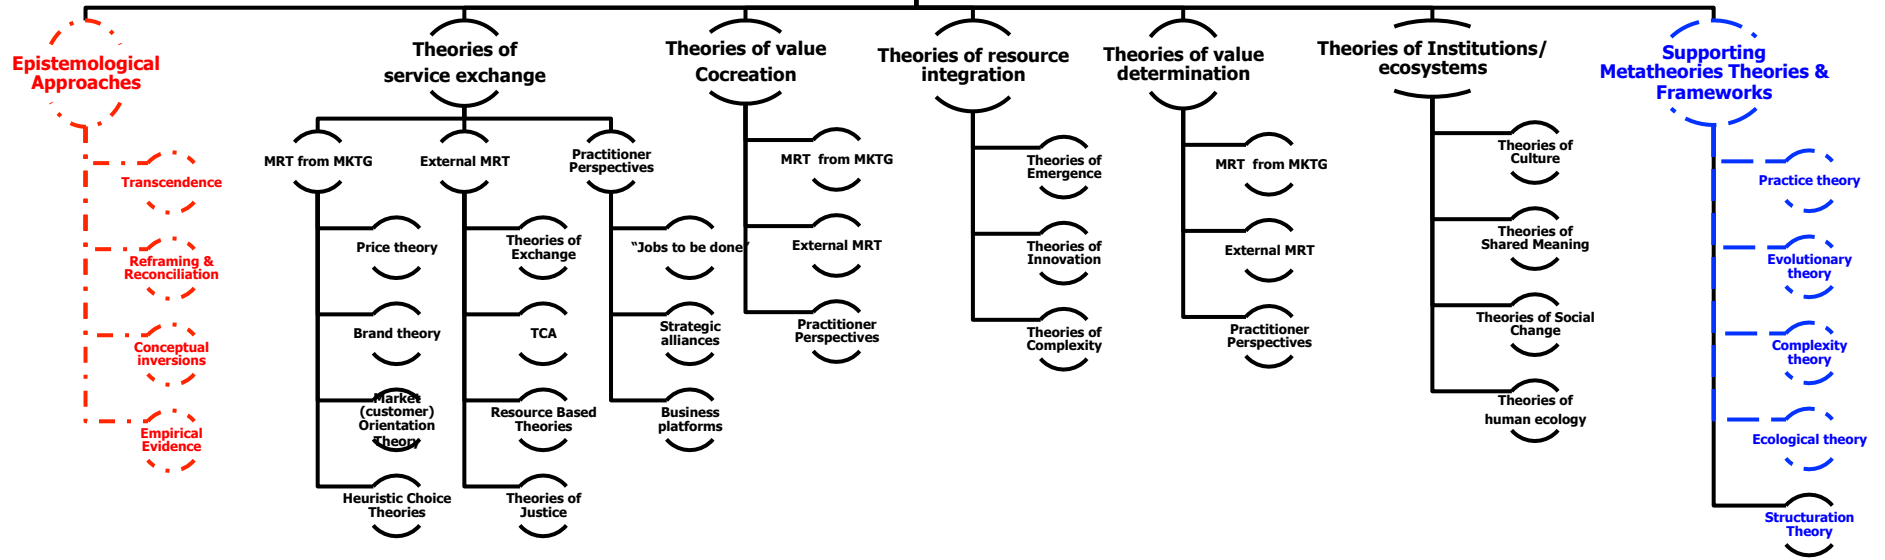 Epistemological
Approaches
Transcendence
Reframing &
Reconciliation
Conceptual
inversions
Empirical
Evidence
Theories of
service exchange
MRT from MKTG
Price theory
Brand theory
Market
(customer)
Orientation
Theory
Heuristic Choice
Theories
External MRT
Theories of
Exchange
TCA
Resource Based
Theories
Theories of
Justice
Practitioner
Perspectives
“Jobs to be done”
Strategic
alliances
Business
platforms
Theories of value
Cocreation
MRT from MKTG
External MRT
Practitioner
Perspectives
Theories of resource
integration
Theories of
Emergence
Theories of
Innovation
Theories of
Complexity
Theories of value
determination
MRT from MKTG
External MRT
Practitioner
Perspectives
Theories of Institutions/
ecosystems
Theories of
Culture
Theories of
Shared Meaning
Theories of Social
Change
Theories of
human ecology
Supporting
Metatheories Theories &
Frameworks
Practice theory
Evolutionary
theory
Complexity
theory
Ecological theory
Structuration
Theory